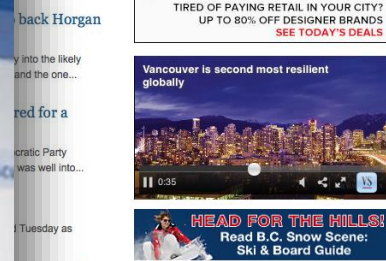 back Horgan
into the likely
and the one...
red for a
cratic Party
was well into...
Tuesday as
TIRED OF PAYING RETAIL IN YOUR CITY?
UP TO 80% OFF DESIGNER BRANDS
SEE TODAY'S DEALS
Vancouver is second most resilient
globally
0:35
VS
HEAD FOR THE HILLS!
Read B.C. Snow Scene:
Ski & Board Guide